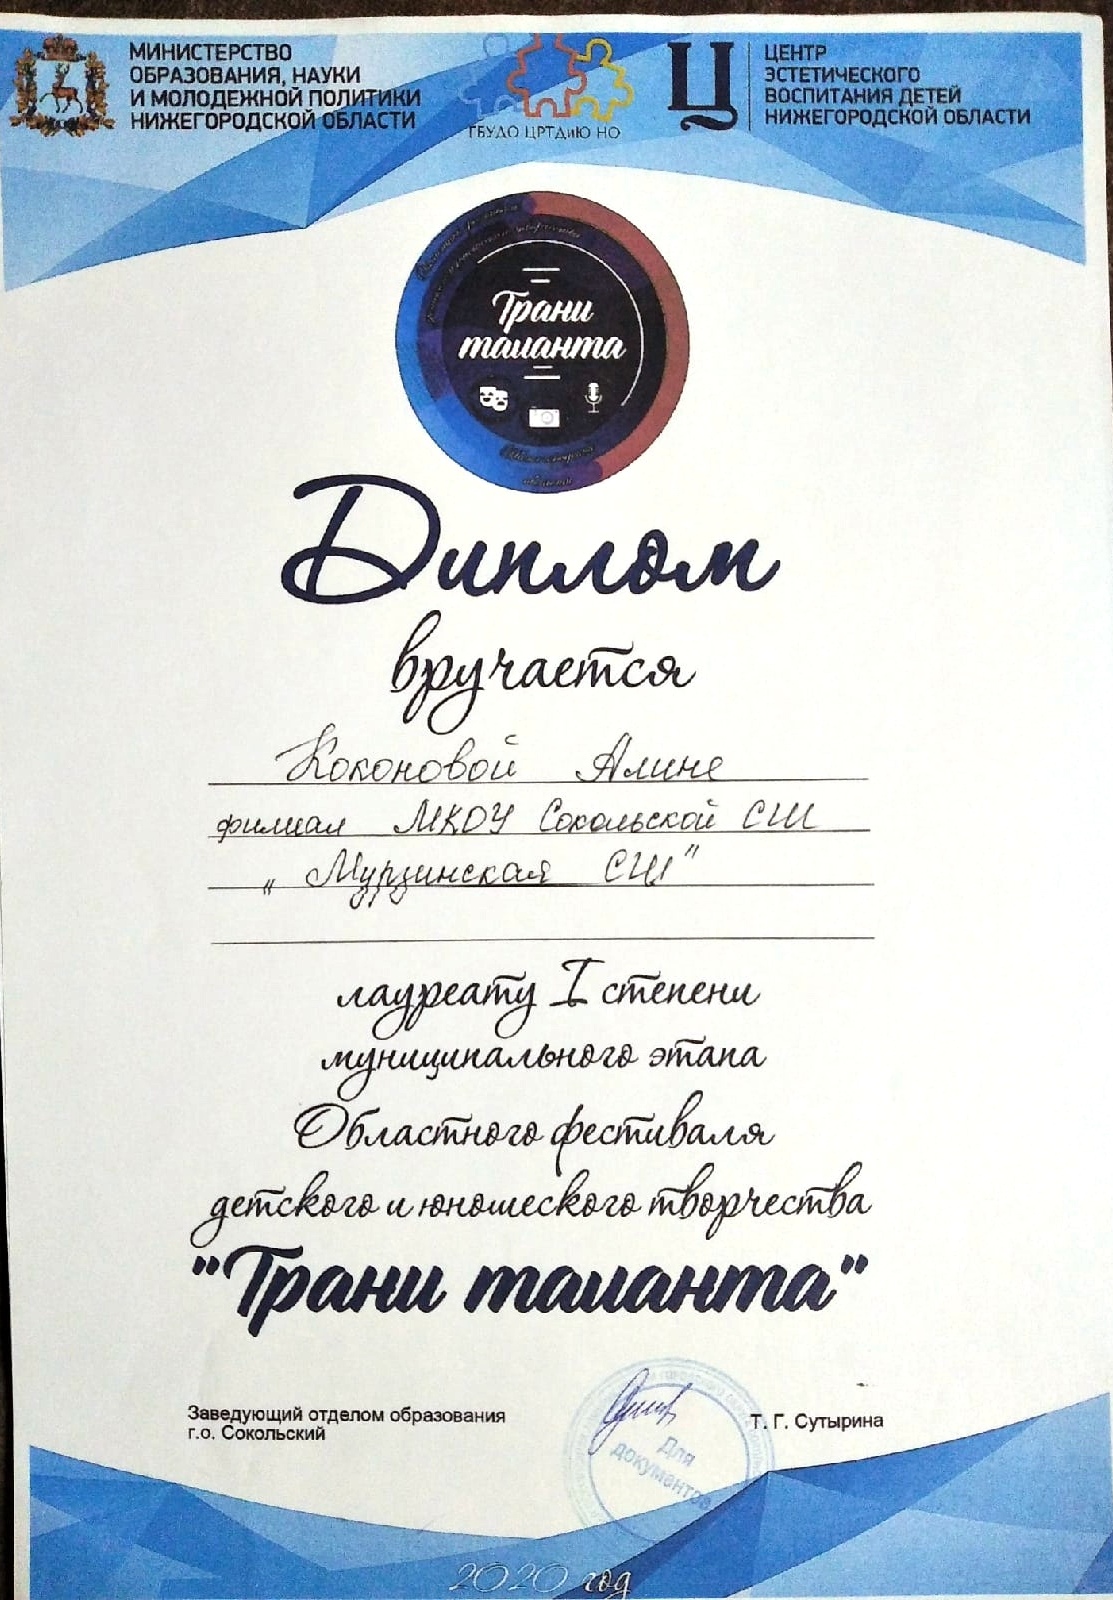 МИНИСТЕРСТВО
ОБРАЗОВАНИЯ, НАУКИ
И МОЛОДЕЖНОЙ ПОЛИТИКИ
НИЖЕГОРОДСКОЙ ОБЛАСТИ
ГБУДО ЦРТДиЮ НО
Ц
ЦЕНТР
ЭСТЕТИЧЕСКОГО
ВОСПИТАНИЯ ДЕТЕЙ
НИЖЕГОРОДСКОЙ ОБЛАСТИ
Грани
таланта
Диплом
вручается
Коконовой Алине
филиал МКОУ Сокольской СШ
„Мурзинская СШ"
лауреату I степени
муниципального этапа
Областного фестиваля
детского и юношеского творчества
"Грани таланта"
Заведующий отделом образования
г.о. Сокольский
Т. Г. Сутырина
Для
документов
2020 год